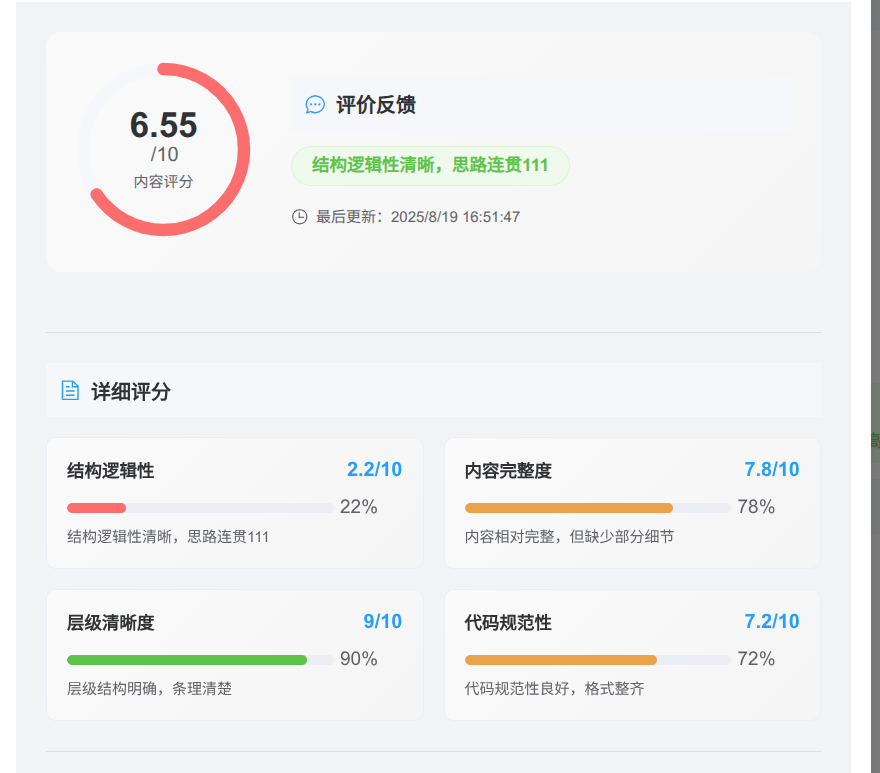 6.55
/10
内容评分
评价反馈
结构逻辑性清晰，思路连贯111
最后更新：2025/8/19 16:51:47
详细评分
结构逻辑性 2.2/10
22%
结构逻辑性清晰，思路连贯111
内容完整度 7.8/10
78%
内容相对完整，但缺少部分细节
层级清晰度 9/10
90%
层级结构明确，条理清楚
代码规范性 7.2/10
72%
代码规范性良好，格式整齐